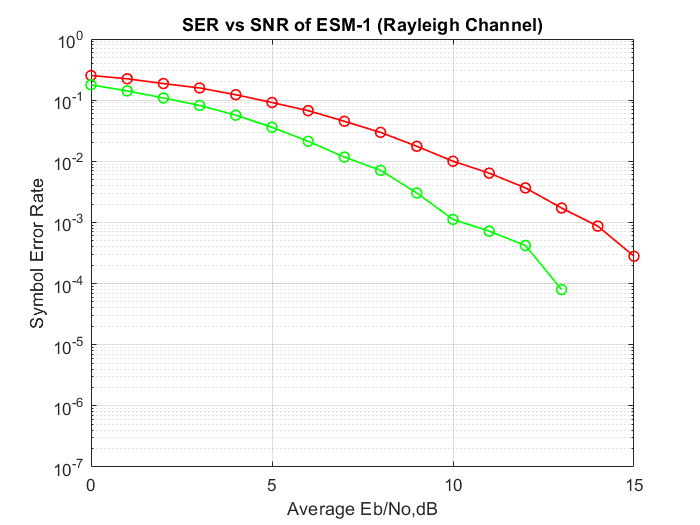 SER vs SNR of ESM-1 (Rayleigh Channel)
10^0
10^-1
10^-2
10^-3
10^-4
10^-5
10^-6
10^-7
Symbol Error Rate
0 5 10 15
Average Eb/No,dB